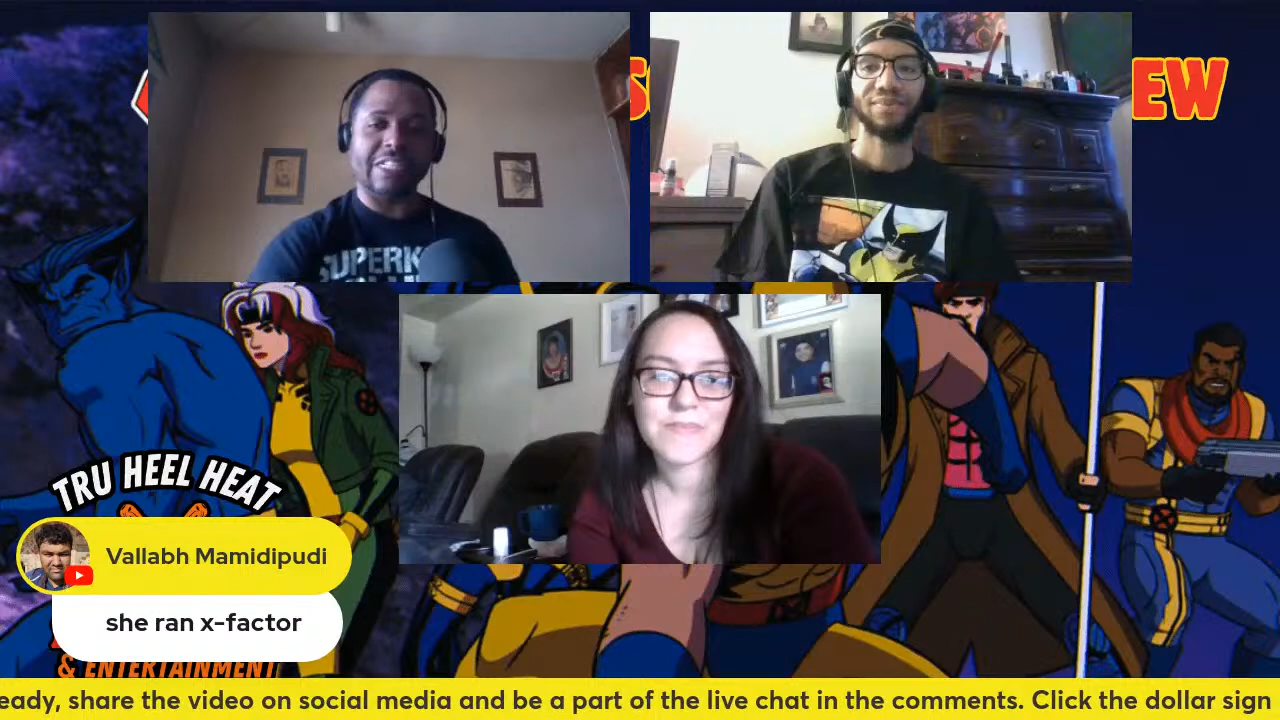 EW
SUPERK
TRU HEEL HEAT
Vallabh Mamidipudi
she ran x-factor
& ENTERTAINMENT
eady, share the video on social media and be a part of the live chat in the comments. Click the dollar sign